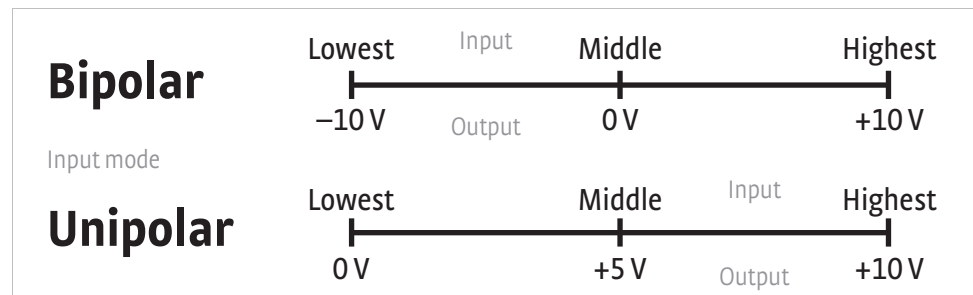 Lowest Input Middle Highest
Bipolar
–10 V Output 0 V +10 V
Input mode
Lowest Middle Input Highest
Unipolar
0 V +5 V Output +10 V